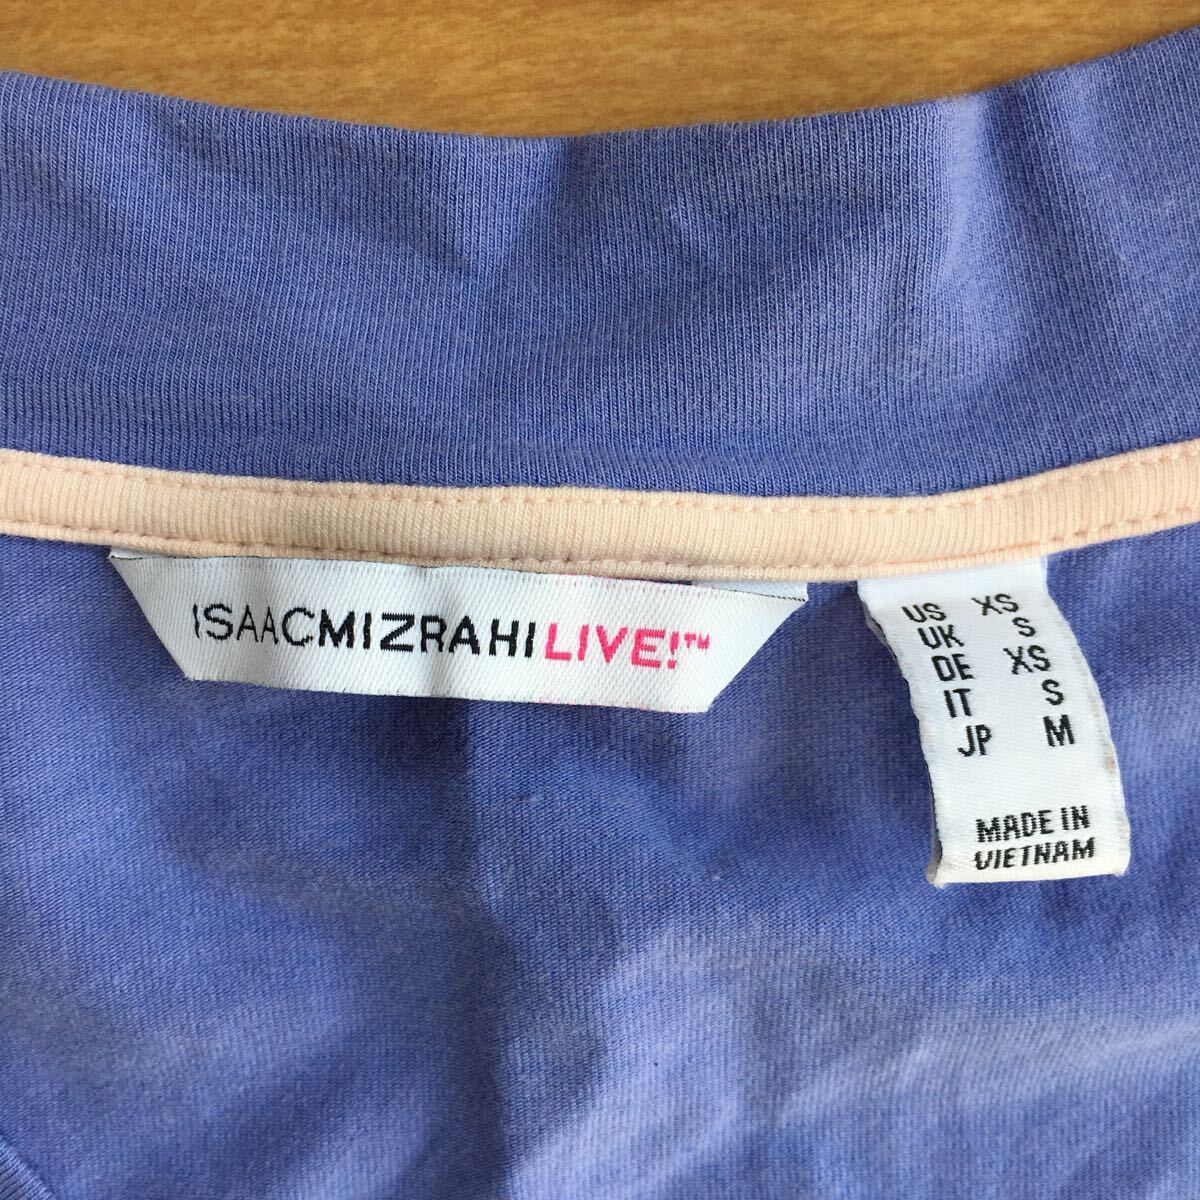 ISAACMIZRAHILIVE!™
US XS
UK S
DE XS
IT S
JP M
MADE IN
VIETNAM